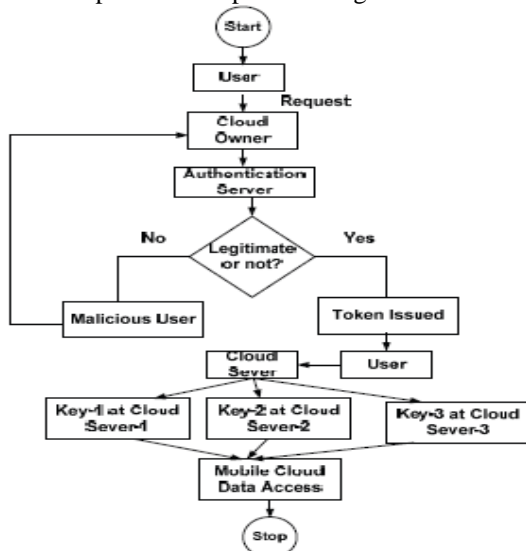 Start
User
Request
Cloud
Owner
Authentication
Server
No
Legitimate
or not?
Yes
Malicious User
Token Issued
Cloud
Sever
User
Key-1 at Cloud
Sever-1
Key-2 at Cloud
Sever-2
Key-3 at Cloud
Sever-3
Mobile Cloud
Data Access
Stop